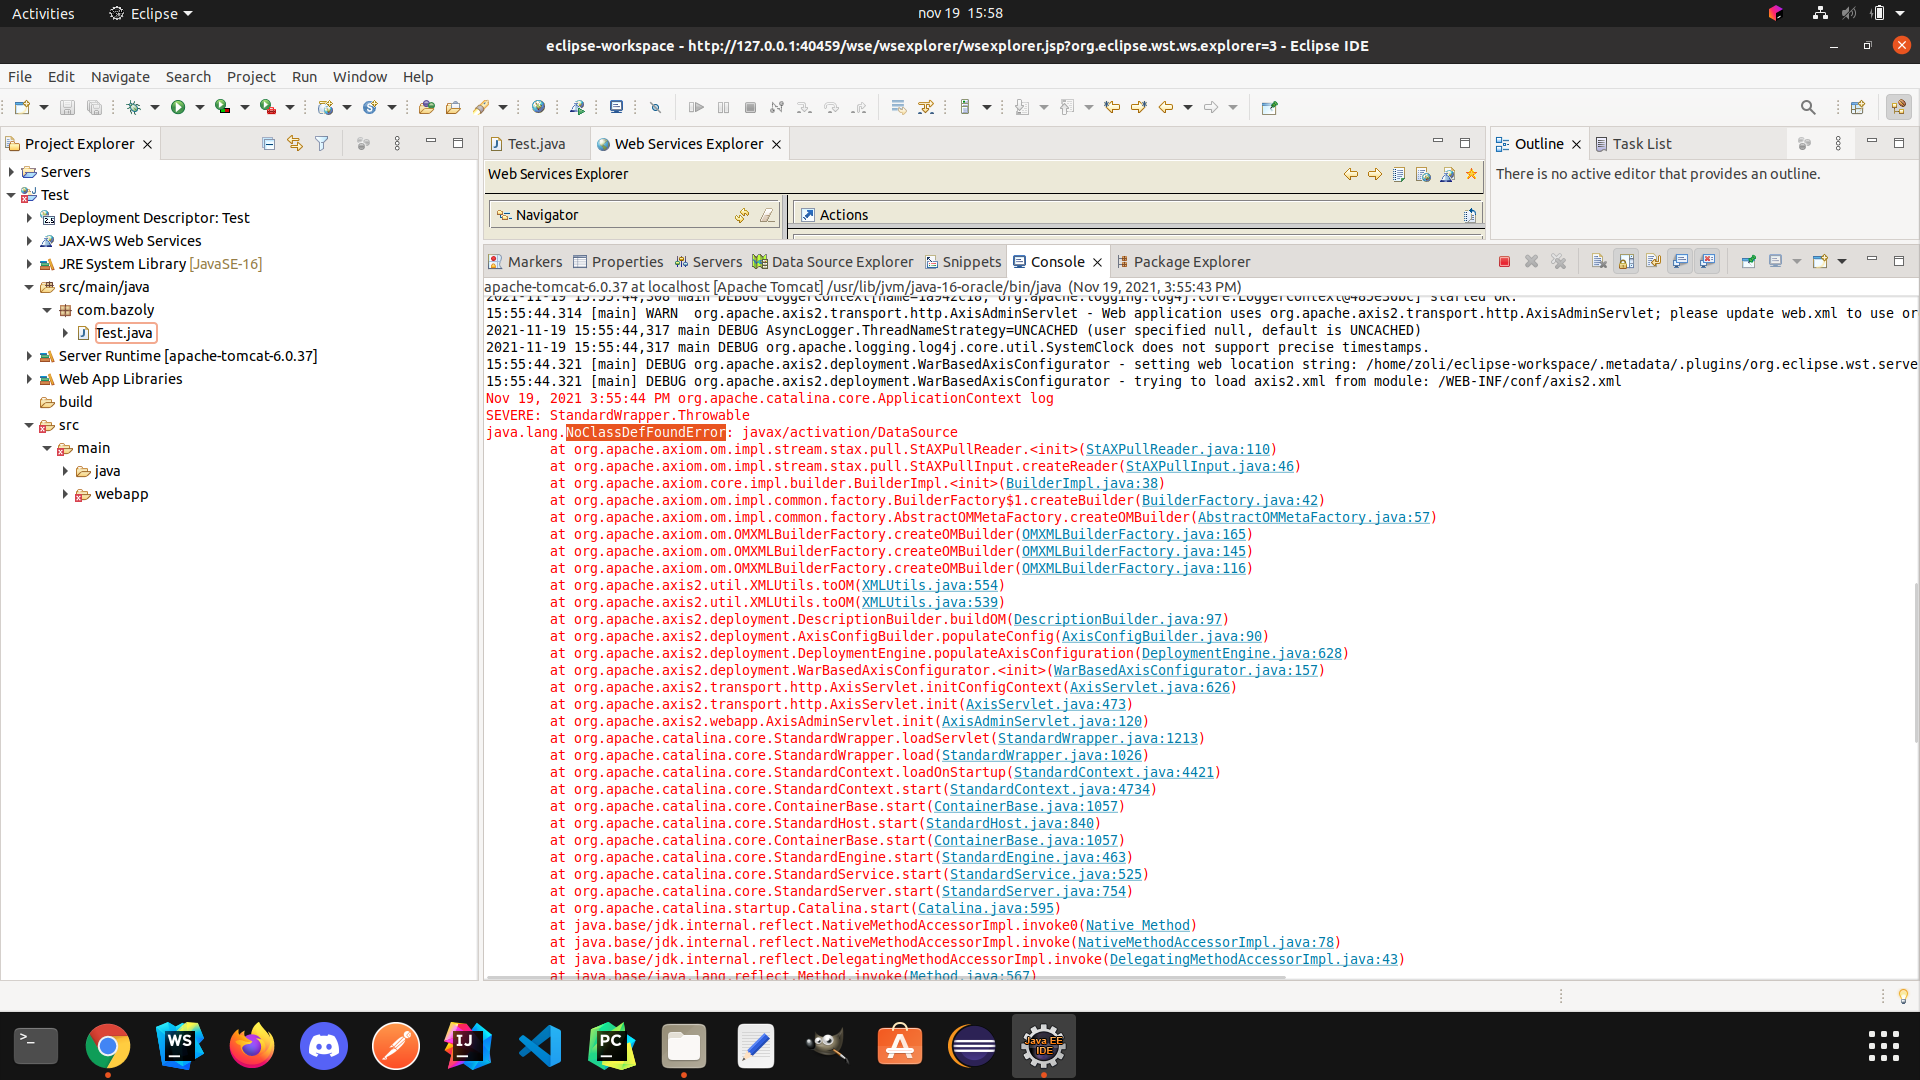 Activities
Eclipse
nov 19 15:58
eclipse-workspace - http://127.0.0.1:40459/wse/wsexplorer/wsexplorer.jsp?org.eclipse.wst.ws.explorer=3 - Eclipse IDE
File Edit Navigate Search Project Run Window Help
Project Explorer
Servers
Test
Deployment Descriptor: Test
JAX-WS Web Services
JRE System Library [JavaSE-16]
src/main/java
com.bazoly
Test.java
Server Runtime [apache-tomcat-6.0.37]
Web App Libraries
build
src
main
java
webapp
Test.java
Web Services Explorer
Web Services Explorer
Navigator
Actions
Outline
Task List
There is no active editor that provides an outline.
Markers Properties Servers Data Source Explorer Snippets Console Package Explorer
apache-tomcat-6.0.37 at localhost [Apache Tomcat] /usr/lib/jvm/java-16-oracle/bin/java (Nov 19, 2021, 3:55:43 PM)
2021-11-19 15:55:44,308 main DEBUG LoggerContext[name=1a942c18, org.apache.logging.log4j.core.LoggerContext@485e36bc] started OK.
15:55:44.314 [main] WARN  org.apache.axis2.transport.http.AxisAdminServlet - Web application uses org.apache.axis2.transport.http.AxisAdminServlet; please update web.xml to use or
2021-11-19 15:55:44,317 main DEBUG AsyncLogger.ThreadNameStrategy=UNCACHED (user specified null, default is UNCACHED)
2021-11-19 15:55:44,317 main DEBUG org.apache.logging.log4j.core.util.SystemClock does not support precise timestamps.
15:55:44.321 [main] DEBUG org.apache.axis2.deployment.WarBasedAxisConfigurator - setting web location string: /home/zoli/eclipse-workspace/.metadata/.plugins/org.eclipse.wst.serve
15:55:44.321 [main] DEBUG org.apache.axis2.deployment.WarBasedAxisConfigurator - trying to load axis2.xml from module: /WEB-INF/conf/axis2.xml
Nov 19, 2021 3:55:44 PM org.apache.catalina.core.ApplicationContext log
SEVERE: StandardWrapper.Throwable
java.lang.NoClassDefFoundError: javax/activation/DataSource
at org.apache.axiom.om.impl.stream.stax.pull.StAXPullReader.<init>(StAXPullReader.java:110)
at org.apache.axiom.om.impl.stream.stax.pull.StAXPullInput.createReader(StAXPullInput.java:46)
at org.apache.axiom.core.impl.builder.BuilderImpl.<init>(BuilderImpl.java:38)
at org.apache.axiom.om.impl.common.factory.BuilderFactory$1.createBuilder(BuilderFactory.java:42)
at org.apache.axiom.om.impl.common.factory.AbstractOMMetaFactory.createOMBuilder(AbstractOMMetaFactory.java:57)
at org.apache.axiom.om.OMXMLBuilderFactory.createOMBuilder(OMXMLBuilderFactory.java:165)
at org.apache.axiom.om.OMXMLBuilderFactory.createOMBuilder(OMXMLBuilderFactory.java:145)
at org.apache.axiom.om.OMXMLBuilderFactory.createOMBuilder(OMXMLBuilderFactory.java:116)
at org.apache.axis2.util.XMLUtils.toOM(XMLUtils.java:554)
at org.apache.axis2.util.XMLUtils.toOM(XMLUtils.java:539)
at org.apache.axis2.deployment.DescriptionBuilder.buildOM(DescriptionBuilder.java:97)
at org.apache.axis2.deployment.AxisConfigBuilder.populateConfig(AxisConfigBuilder.java:90)
at org.apache.axis2.deployment.DeploymentEngine.populateAxisConfiguration(DeploymentEngine.java:628)
at org.apache.axis2.deployment.WarBasedAxisConfigurator.<init>(WarBasedAxisConfigurator.java:157)
at org.apache.axis2.transport.http.AxisServlet.initConfigContext(AxisServlet.java:626)
at org.apache.axis2.transport.http.AxisServlet.init(AxisServlet.java:473)
at org.apache.axis2.webapp.AxisAdminServlet.init(AxisAdminServlet.java:120)
at org.apache.catalina.core.StandardWrapper.loadServlet(StandardWrapper.java:1213)
at org.apache.catalina.core.StandardWrapper.load(StandardWrapper.java:1026)
at org.apache.catalina.core.StandardContext.loadOnStartup(StandardContext.java:4421)
at org.apache.catalina.core.StandardContext.start(StandardContext.java:4734)
at org.apache.catalina.core.ContainerBase.start(ContainerBase.java:1057)
at org.apache.catalina.core.StandardHost.start(StandardHost.java:840)
at org.apache.catalina.core.ContainerBase.start(ContainerBase.java:1057)
at org.apache.catalina.core.StandardEngine.start(StandardEngine.java:463)
at org.apache.catalina.core.StandardService.start(StandardService.java:525)
at org.apache.catalina.core.StandardServer.start(StandardServer.java:754)
at org.apache.catalina.startup.Catalina.start(Catalina.java:595)
at java.base/jdk.internal.reflect.NativeMethodAccessorImpl.invoke0(Native Method)
at java.base/jdk.internal.reflect.NativeMethodAccessorImpl.invoke(NativeMethodAccessorImpl.java:78)
at java.base/jdk.internal.reflect.DelegatingMethodAccessorImpl.invoke(DelegatingMethodAccessorImpl.java:43)
at java.base/java.lang.reflect.Method.invoke(Method.java:567)
WS
IJ
PC
Java EE
IDE